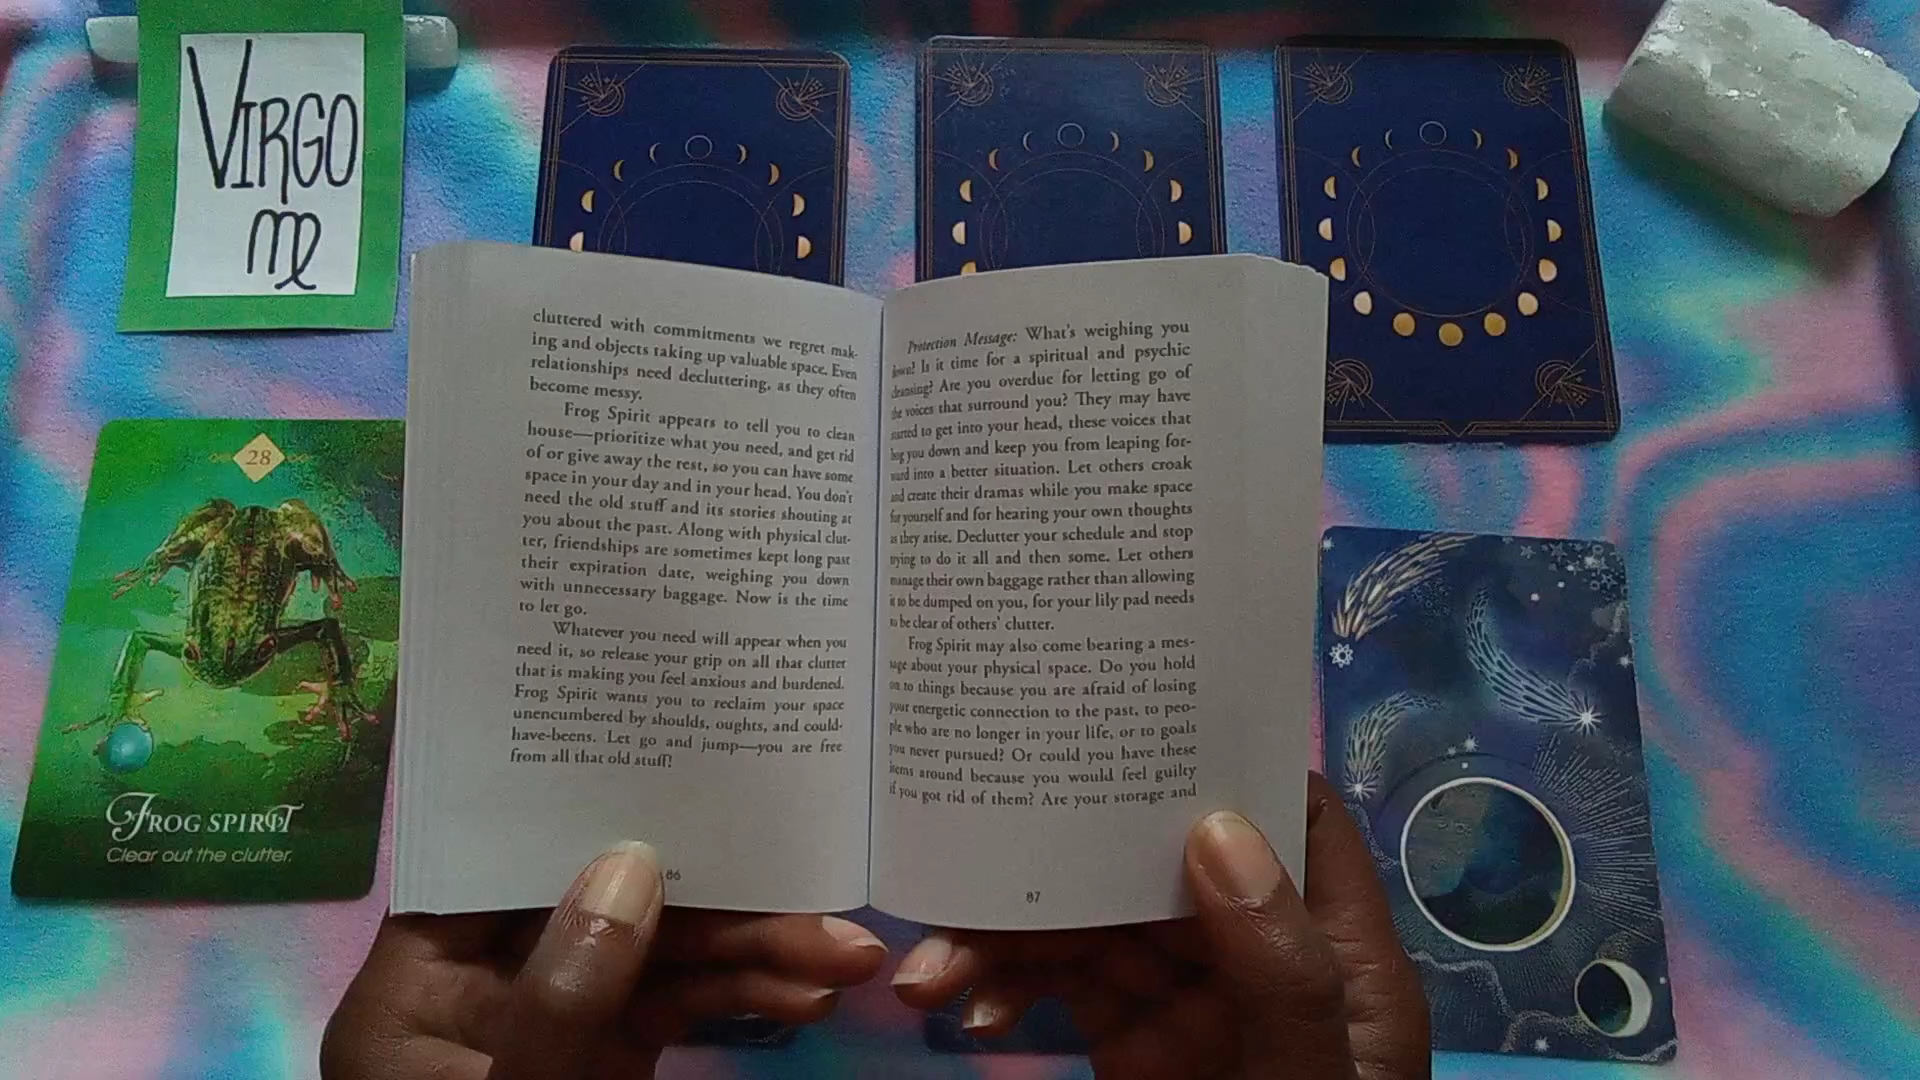 VIRGO
♍
28
FROG SPIRIT
Clear out the clutter.
cluttered with commitments we regret mak-
ing and objects taking up valuable space. Even
relationships need decluttering, as they often
become messy.
Frog Spirit appears to tell you to clean
house—prioritize what you need, and get rid
of or give away the rest, so you can have some
space in your day and in your head. You don't
need the old stuff and its stories shouting at
you about the past. Along with physical clut-
ter, friendships are sometimes kept long past
their expiration date, weighing you down
with unnecessary baggage. Now is the time
to let go.
Whatever you need will appear when you
need it, so release your grip on all that clutter
that is making you feel anxious and burdened.
Frog Spirit wants you to reclaim your space
unencumbered by shoulds, oughts, and could-
have-beens. Let go and jump—you are free
from all that old stuff!
86
Protection Message: What's weighing you
down? Is it time for a spiritual and psychic
cleansing? Are you overdue for letting go of
the voices that surround you? They may have
started to get into your head, these voices that
bog you down and keep you from leaping for-
ward into a better situation. Let others croak
and create their dramas while you make space
for yourself and for hearing your own thoughts
as they arise. Declutter your schedule and stop
trying to do it all and then some. Let others
manage their own baggage rather than allowing
it to be dumped on you, for your lily pad needs
to be clear of others' clutter.
Frog Spirit may also come bearing a mes-
sage about your physical space. Do you hold
on to things because you are afraid of losing
your energetic connection to the past, to peo-
ple who are no longer in your life, or to goals
you never pursued? Or could you have these
items around because you would feel guilty
if you got rid of them? Are your storage and
87